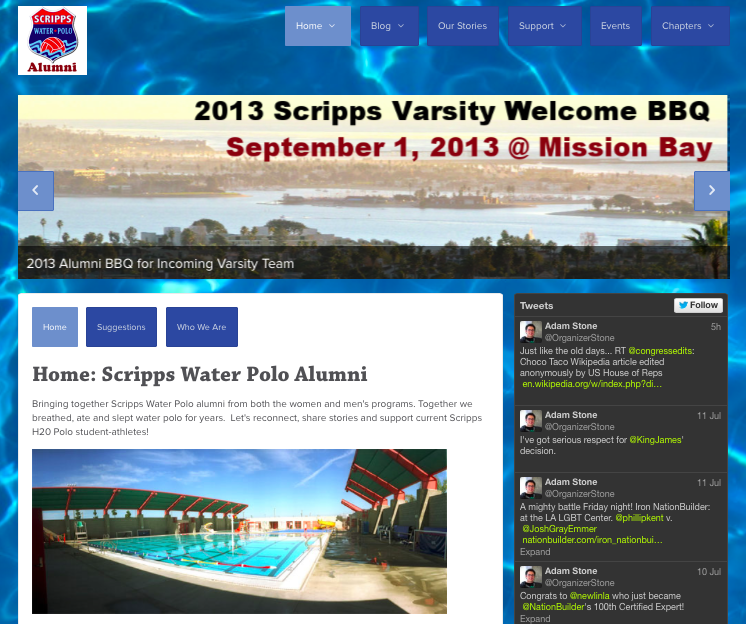 SCRIPPS
WATER-POLO
Alumni
Home
Blog
Our Stories
Support
Events
Chapters
2013 Scripps Varsity Welcome BBQ
September 1, 2013 @ Mission Bay
2013 Alumni BBQ for Incoming Varsity Team
Home
Suggestions
Who We Are
Home: Scripps Water Polo Alumni
Bringing together Scripps Water Polo alumni from both the women and men's programs. Together we
breathed, ate and slept water polo for years. Let's reconnect, share stories and support current Scripps
H20 Polo student-athletes!
Tweets
Follow
Adam Stone
5h
@OrganizerStone
Just like the old days... RT @congressedits:
Choco Taco Wikipedia article edited
anonymously by US House of Reps
en.wikipedia.org/w/index.php?di...
Adam Stone
11 Jul
@OrganizerStone
I've got serious respect for @KingJames'
decision.
Adam Stone
11 Jul
@OrganizerStone
A mighty battle Friday night! Iron NationBuilder:
at the LA LGBT Center. @phillipkent v.
@JoshGrayEmmer
nationbuilder.com/iron_nationbui...
Expand
Adam Stone
10 Jul
@OrganizerStone
Congrats to @newlinla who just became
@NationBuilder's 100th Certified Expert!
Expand